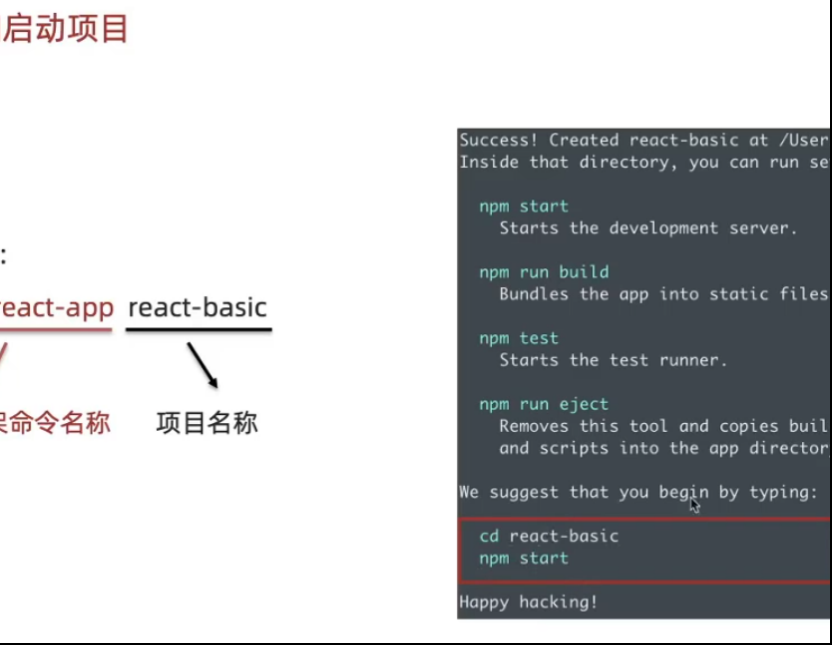 启动项目
:
react-app react-basic
命令名称 项目名称
Success! Created react-basic at /User
Inside that directory, you can run se
npm start
Starts the development server.
npm run build
Bundles the app into static files
npm test
Starts the test runner.
npm run eject
Removes this tool and copies buil
and scripts into the app director
We suggest that you begin by typing:
cd react-basic
npm start
Happy hacking!